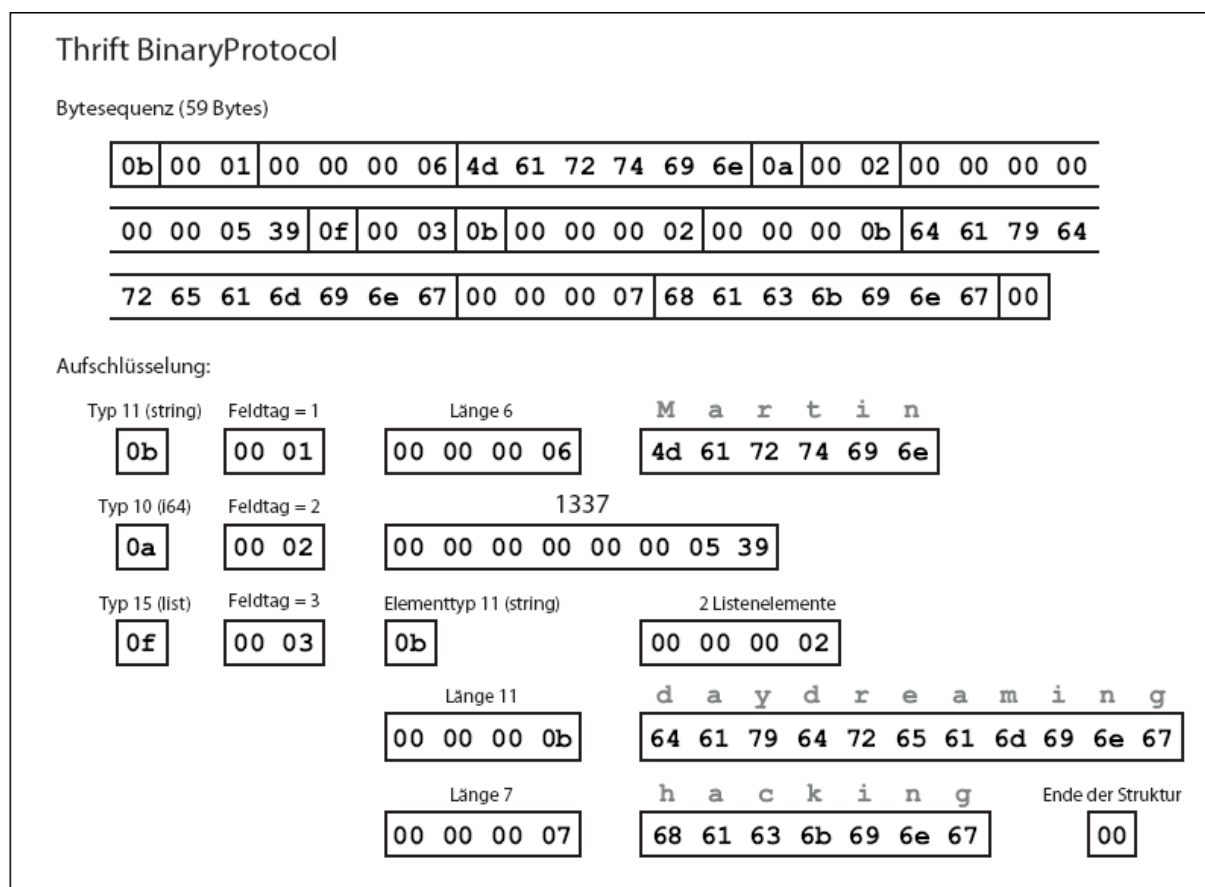 Thrift BinaryProtocol
Bytesequenz (59 Bytes)
0b 00 01 00 00 00 06 4d 61 72 74 69 6e 0a 00 02 00 00 00 00
00 00 05 39 0f 00 03 0b 00 00 00 02 00 00 00 0b 64 61 79 64
72 65 61 6d 69 6e 67 00 00 00 07 68 61 63 6b 69 6e 67 00
Aufschlüsselung:
Typ 11 (string) Feldtag = 1 Länge 6 M a r t i n
0b 00 01 00 00 00 06 4d 61 72 74 69 6e
Typ 10 (i64) Feldtag = 2 1337
0a 00 02 00 00 00 00 00 00 05 39
Typ 15 (list) Feldtag = 3 Elementtyp 11 (string) 2 Listenelemente
0f 00 03 0b 00 00 00 02
Länge 11 d a y d r e a m i n g
00 00 00 0b 64 61 79 64 72 65 61 6d 69 6e 67
Länge 7 h a c k i n g Ende der Struktur
00 00 00 07 68 61 63 6b 69 6e 67 00